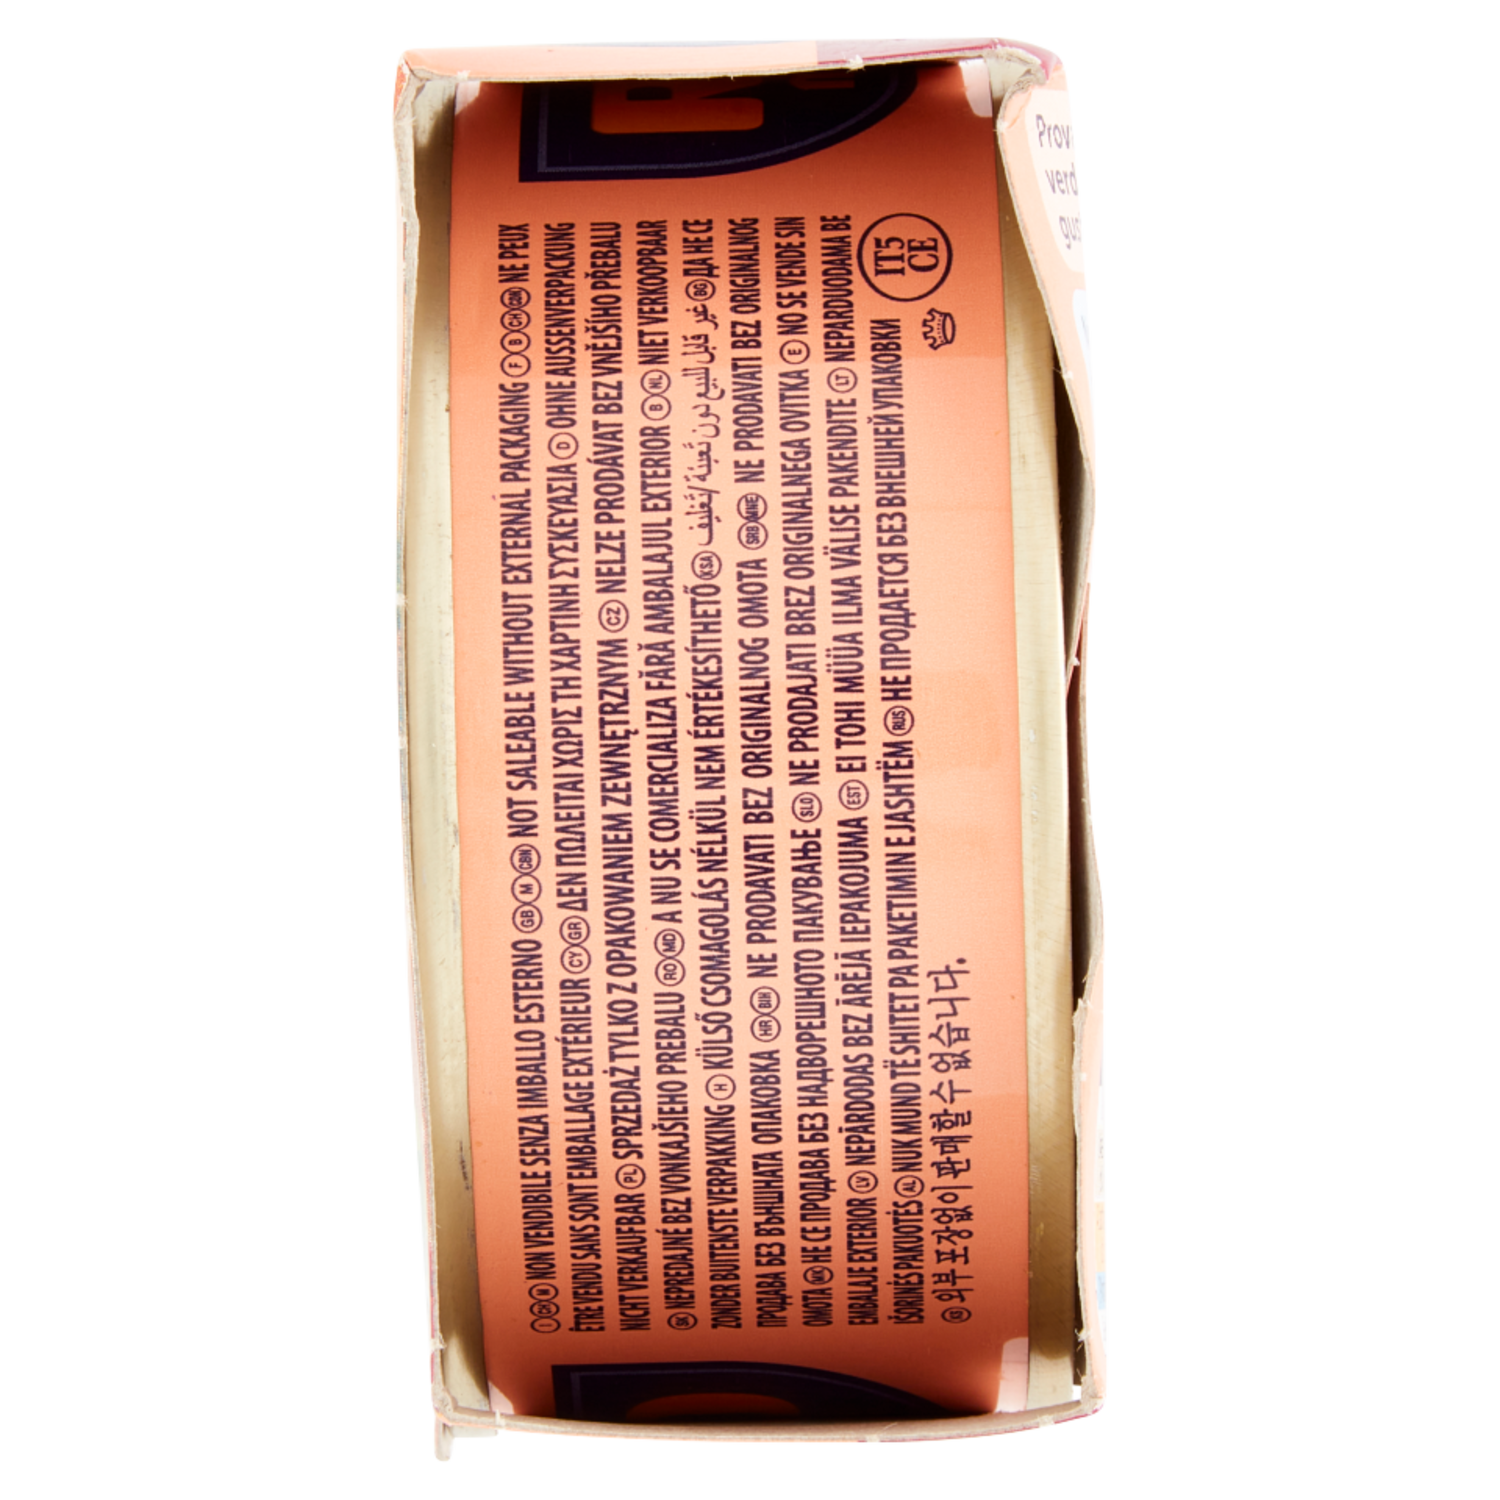 Ⓘ ⒸⒽ Ⓜ NON VENDIBILE SENZA IMBALLO ESTERNO ⒼⒷ Ⓜ ⒸⒷⓃ NOT SALEABLE WITHOUT EXTERNAL PACKAGING Ⓕ Ⓑ ⒸⒽ ⒸⒹⓃ NE PEUX
ÊTRE VENDU SANS SONT EMBALLAGE EXTÉRIEUR ⒸⓎ ⒼⓇ ΔΕΝ ΠΩΛΕΙΤΑΙ ΧΩΡΙΣ ΤΗ ΧΑΡΤΙΝΗ ΣΥΣΚΕΥΑΣΙΑ Ⓓ OHNE AUSSENVERPACKUNG
NICHT VERKAUFBAR ⓅⓁ SPRZEDAŻ TYLKO Z OPAKOWANIEM ZEWNĘTRZNYM ⒸⓏ NELZE PRODÁVAT BEZ VNĚJŠÍHO PŘEBALU
ⓈⓀ NEPREDAJNÉ BEZ VONKAJŠIEHO PREBALU ⓇⓄ ⓂⒹ A NU SE COMERCIALIZA FĂRĂ AMBALAJUL EXTERIOR Ⓑ ⓃⓁ NIET VERKOOPBAAR
ZONDER BUITENSTE VERPAKKING Ⓗ KÜLSŐ CSOMAGOLÁS NÉLKÜL NEM ÉRTÉKESÍTHETŐ ⓀⓈⒶ غير قابل للبيع دون تعبئة/تغليف ⒷⒼ ДА НЕ СЕ
ПРОДАВА БЕЗ ВЪНШНАТА ОПАКОВКА ⒽⓇ ⒷⒾⒽ NE PRODAVATI BEZ ORIGINALNOG OMOTA ⓈⓇⒷ ⓂⓃⒺ NE PRODAVATI BEZ ORIGINALNOG
OMOTA ⓂⓀ НЕ СЕ ПРОДАВА БЕЗ НАДВОРЕШНОТО ПАКУВАЊЕ ⓈⓁⓄ NE PRODAJATI BREZ ORIGINALNEGA OVITKA Ⓔ NO SE VENDE SIN
EMBALAJE EXTERIOR ⓁⓋ NEPĀRDODAS BEZ ĀRĒJĀ IEPAKOJUMA ⒺⓈⓉ EI TOHI MÜÜA ILMA VÄLISE PAKENDITE ⓁⓉ NEPARDUODAMA BE
IŠORINĖS PAKUOTĖS ⒶⓁ NUK MUND TË SHITET PA PAKETIMIN E JASHTËM ⓇⓊⓈ НЕ ПРОДАЕТСЯ БЕЗ ВНЕШНЕЙ УПАКОВКИ
외부 포장없이 판매할 수 없습니다.
IT5
CE
Prov
verd
gus